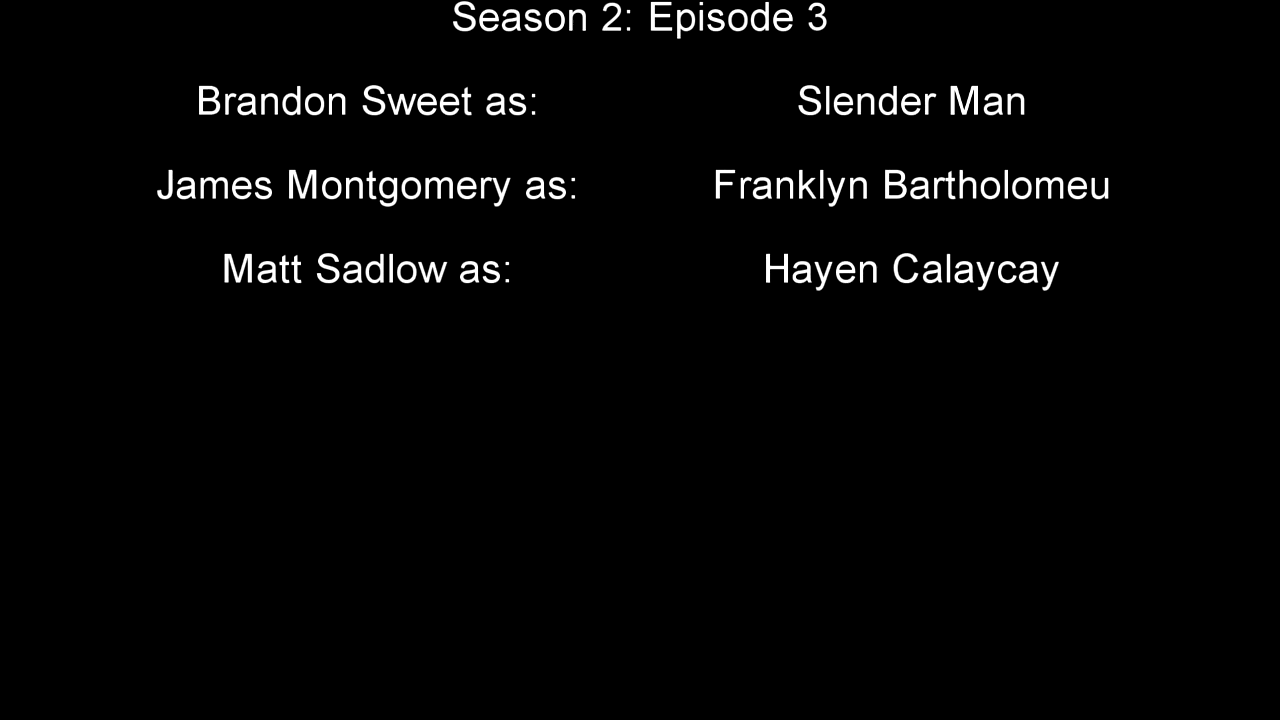 Season 2: Episode 3
Brandon Sweet as: Slender Man
James Montgomery as: Franklyn Bartholomeu
Matt Sadlow as: Hayen Calaycay